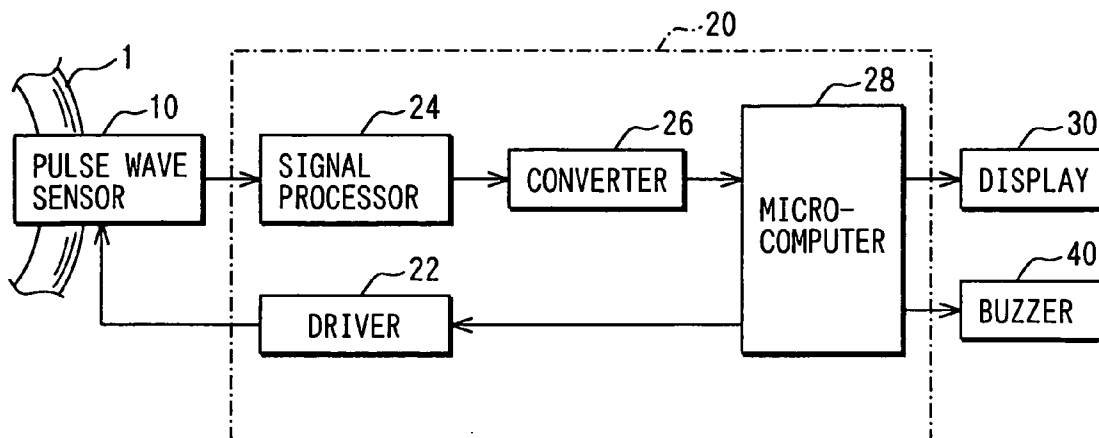 20
1
10
PULSE WAVE
SENSOR
24
SIGNAL
PROCESSOR
26
CONVERTER
28
MICRO-
COMPUTER
30
DISPLAY
22
DRIVER
40
BUZZER